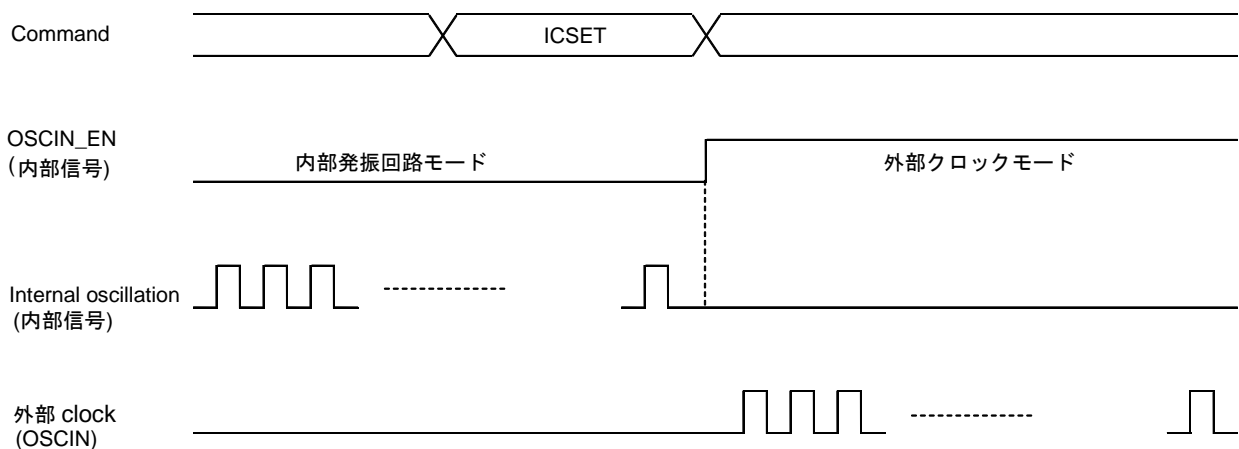 Command
ICSET
OSCIN_EN
(内部信号)
内部発振回路モード
外部クロックモード
Internal oscillation
(内部信号)
外部 clock
(OSCIN)